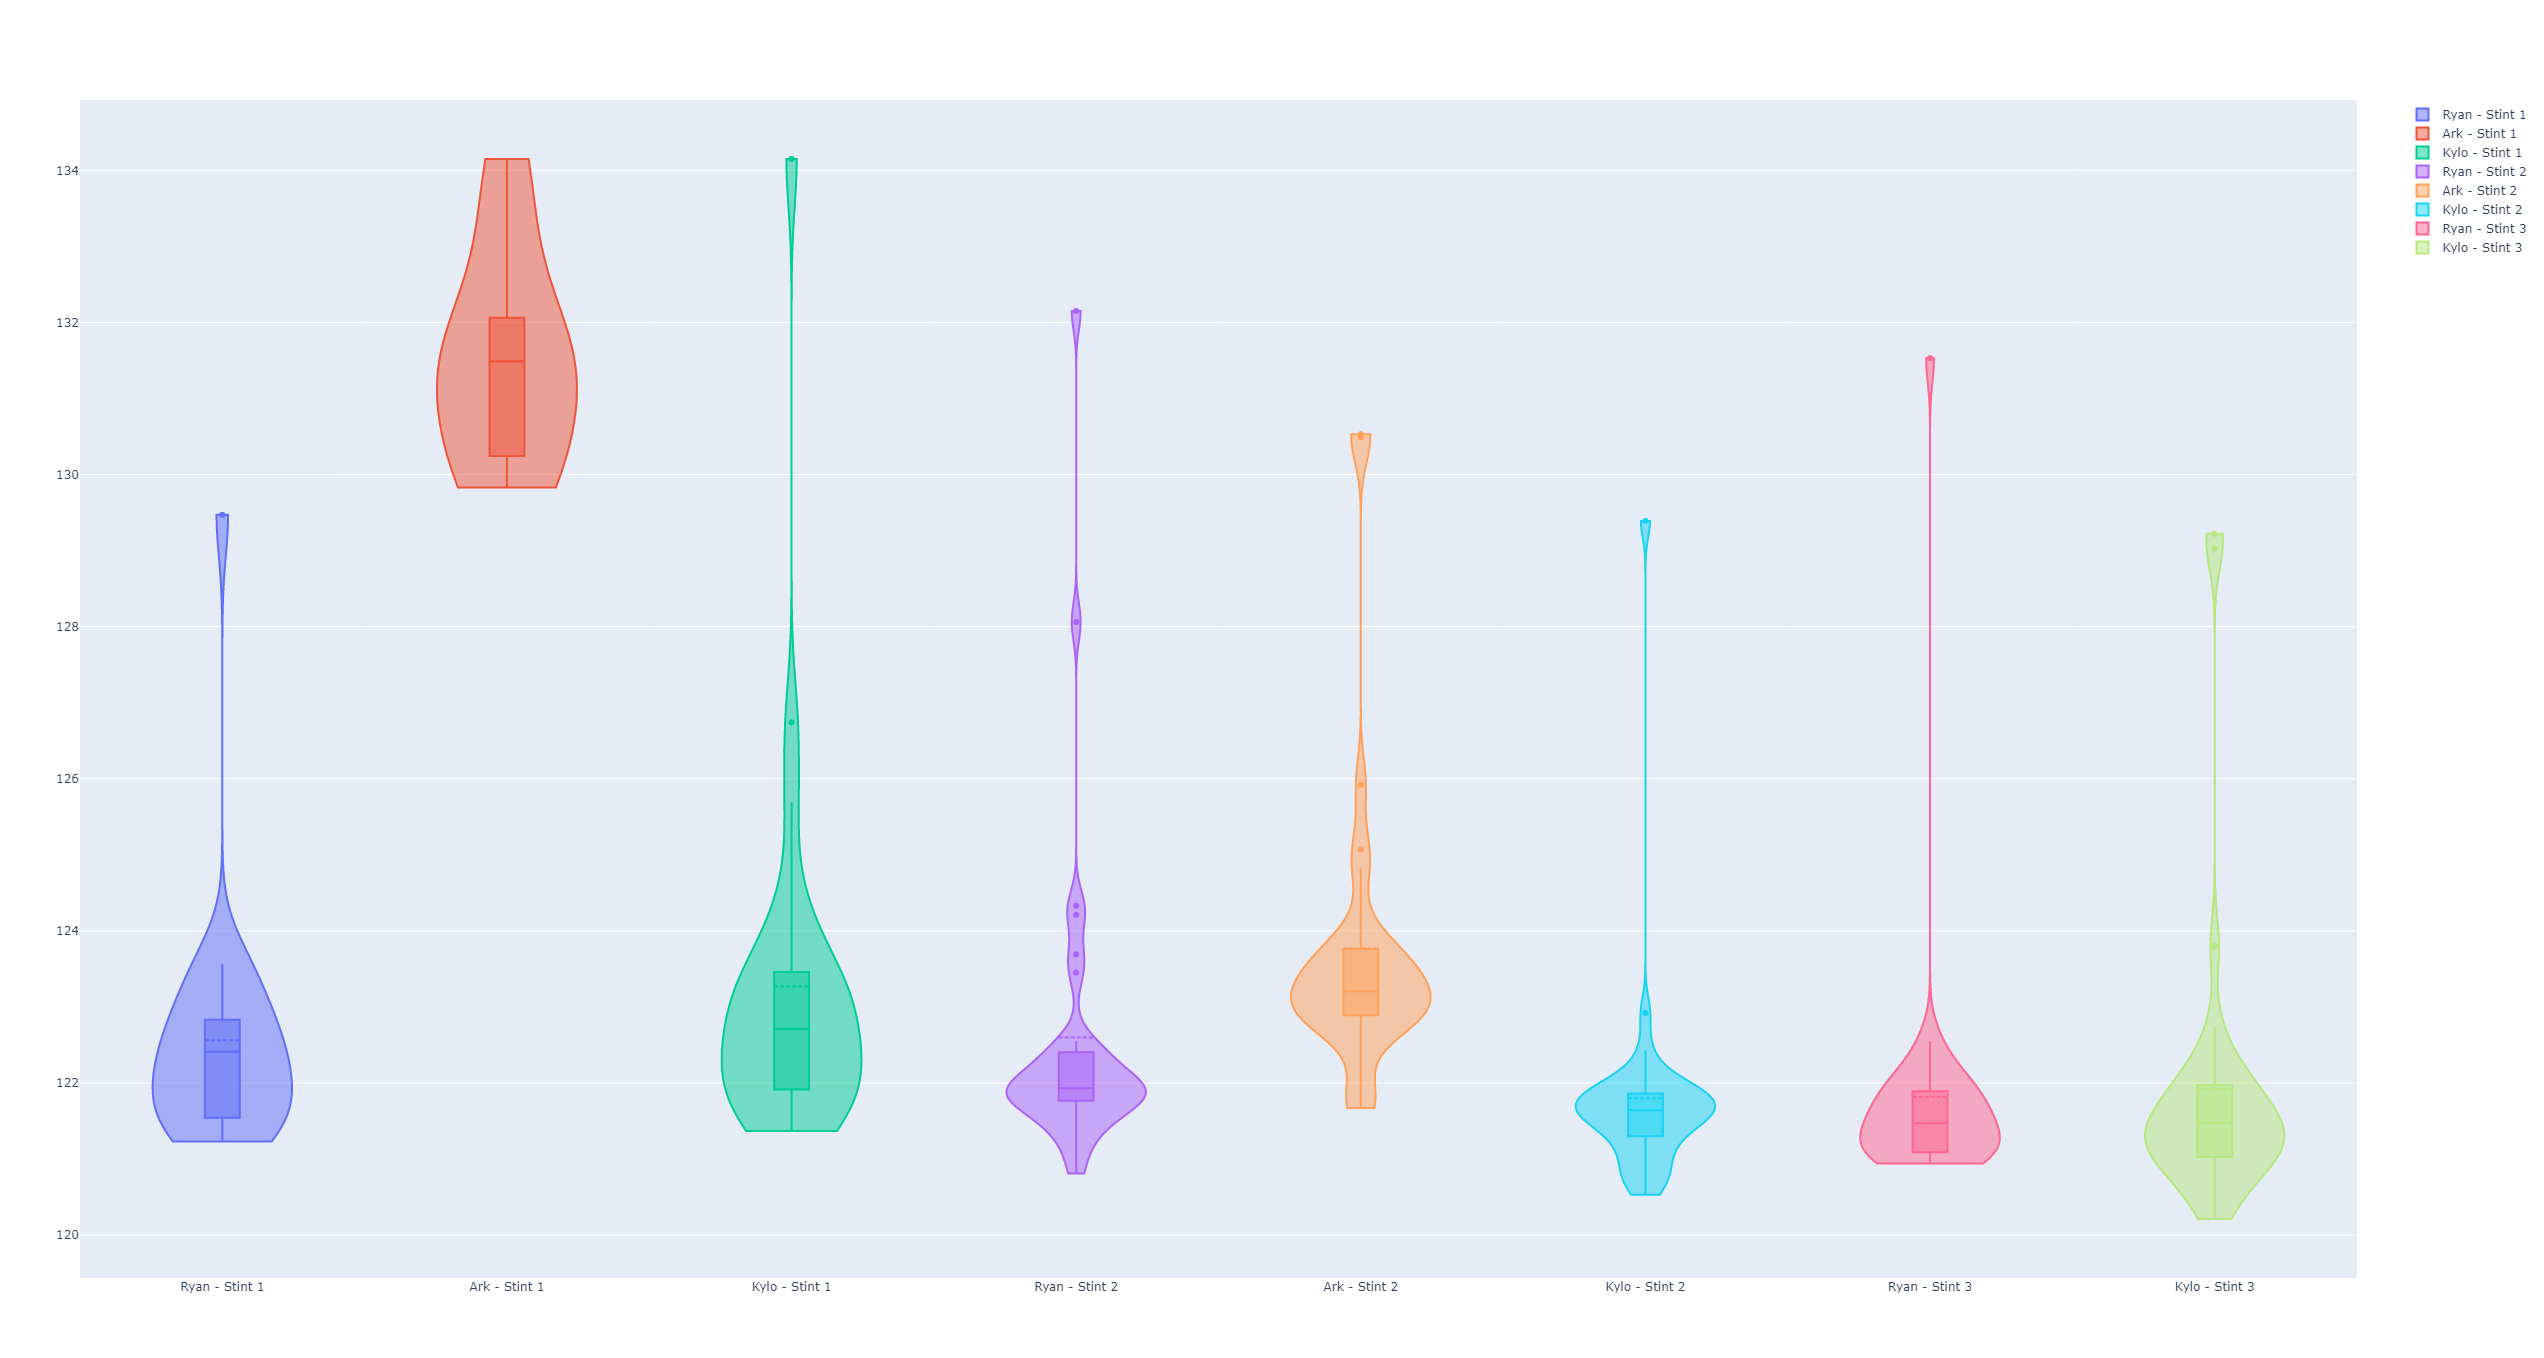 134
132
130
128
126
124
122
120
Ryan - Stint 1
Ark - Stint 1
Kylo - Stint 1
Ryan - Stint 2
Ark - Stint 2
Kylo - Stint 2
Ryan - Stint 3
Kylo - Stint 3
Ryan - Stint 1
Ark - Stint 1
Kylo - Stint 1
Ryan - Stint 2
Ark - Stint 2
Kylo - Stint 2
Ryan - Stint 3
Kylo - Stint 3